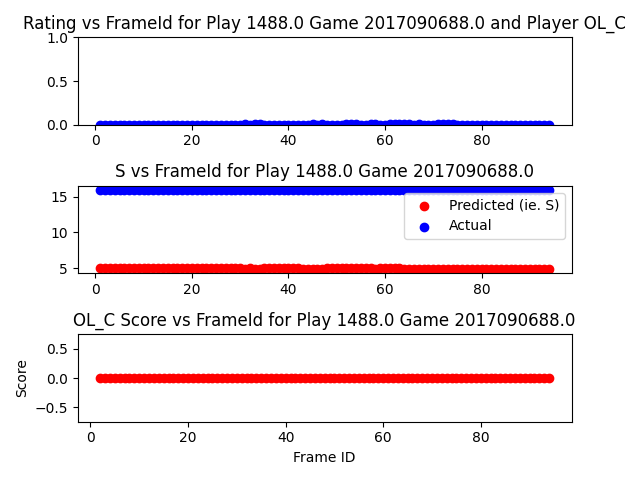 Rating vs FrameId for Play 1488.0 Game 2017090688.0 and Player OL_C
1.0
0.5
0.0
0 20 40 60 80
S vs FrameId for Play 1488.0 Game 2017090688.0
15
10
5
Predicted (ie. S)
Actual
0 20 40 60 80
OL_C Score vs FrameId for Play 1488.0 Game 2017090688.0
Score
0.5
0.0
−0.5
0 20 40 60 80
Frame ID